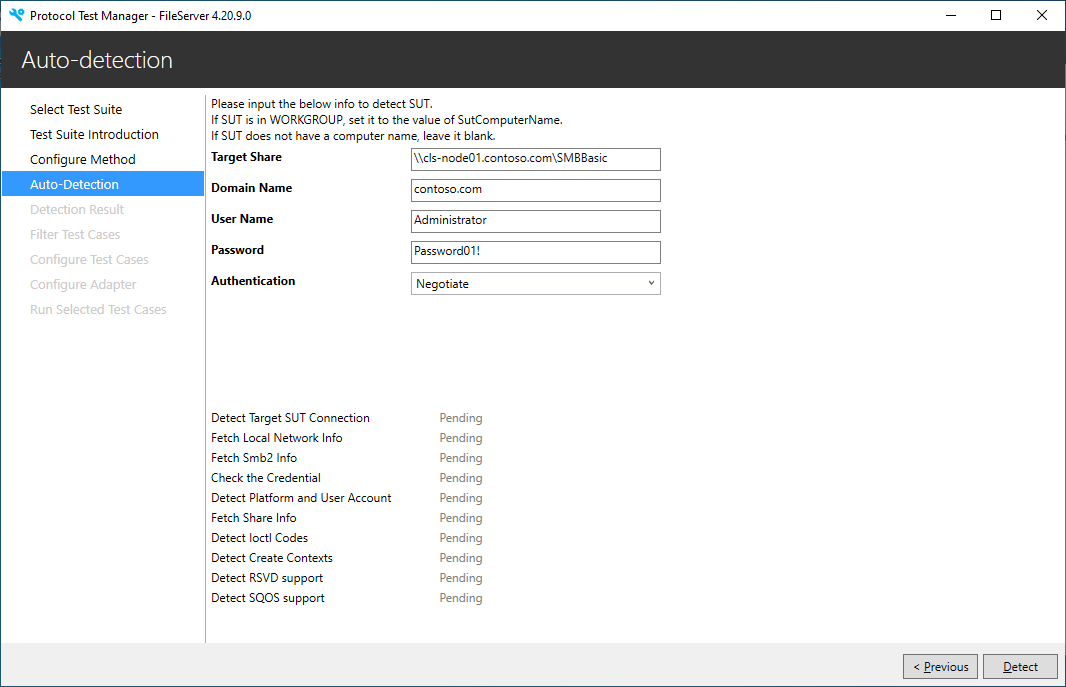 Protocol Test Manager - FileServer 4.20.9.0
Auto-detection
Select Test Suite
Test Suite Introduction
Configure Method
Auto-Detection
Detection Result
Filter Test Cases
Configure Test Cases
Configure Adapter
Run Selected Test Cases
Please input the below info to detect SUT.
If SUT is in WORKGROUP, set it to the value of SutComputerName.
If SUT does not have a computer name, leave it blank.
Target Share \\cls-node01.contoso.com\SMBBasic
Domain Name contoso.com
User Name Administrator
Password Password01!
Authentication Negotiate
Detect Target SUT Connection Pending
Fetch Local Network Info Pending
Fetch Smb2 Info Pending
Check the Credential Pending
Detect Platform and User Account Pending
Fetch Share Info Pending
Detect Ioctl Codes Pending
Detect Create Contexts Pending
Detect RSVD support Pending
Detect SQOS support Pending
< Previous Detect